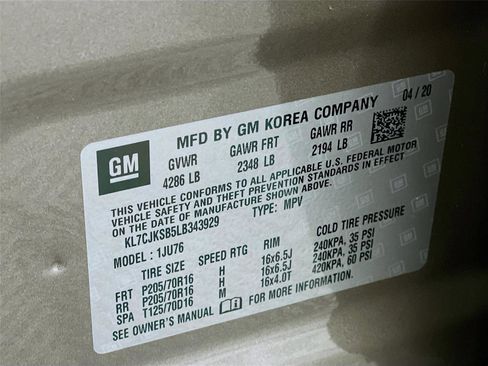 MFD BY GM KOREA COMPANY 04 / 20
GM
GVWR GAWR FRT GAWR RR
4286 LB 2348 LB 2194 LB
THIS VEHICLE CONFORMS TO ALL APPLICABLE U.S. FEDERAL MOTOR
VEHICLE SAFETY AND THEFT PREVENTION STANDARDS IN EFFECT
ON THE DATE OF MANUFACTURE SHOWN ABOVE.
KL7CJKSB5LB343929 TYPE: MPV
MODEL : 1JU76
TIRE SIZE SPEED RTG RIM COLD TIRE PRESSURE
FRT P205/70R16 H 16x6.5J 240KPA, 35 PSI
RR P205/70R16 H 16x6.5J 240KPA, 35 PSI
SPA T125/70D16 M 16x4.0T 420KPA, 60 PSI
SEE OWNER'S MANUAL FOR MORE INFORMATION.